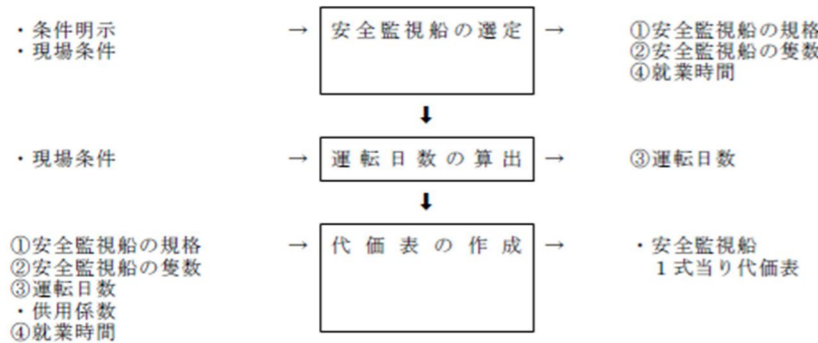 ・条件明示 → 安全監視船の選定 → ①安全監視船の規格
・現場条件 ②安全監視船の隻数
④就業時間
⬇
・現場条件 → 運転日数の算出 → ③運転日数
⬇
①安全監視船の規格 → 代価表の作成 → ・安全監視船
②安全監視船の隻数 1式当り代価表
③運転日数
・供用係数
④就業時間